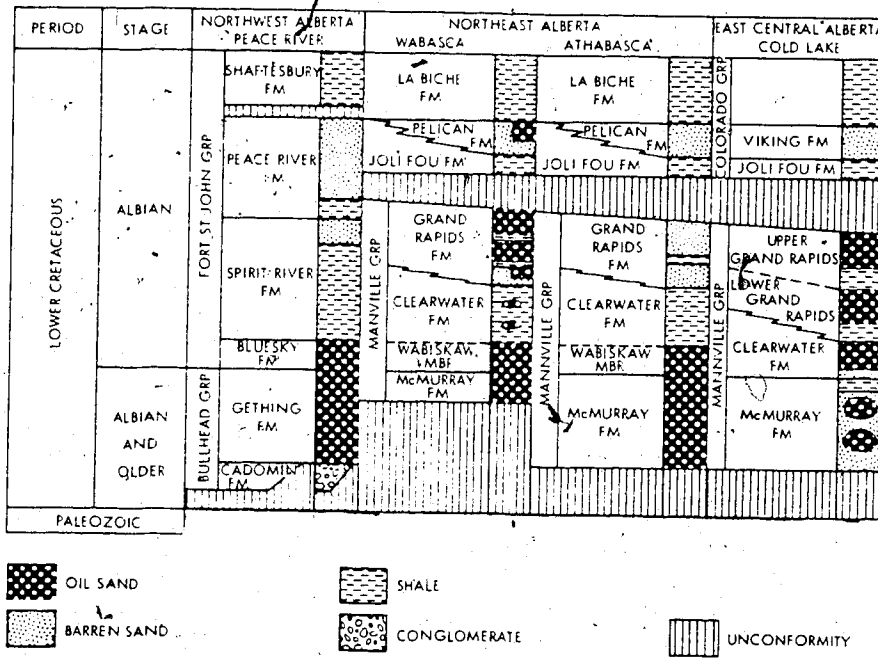 PERIOD
STAGE
NORTHWEST ALBERTA
PEACE RIVER
NORTHEAST ALBERTA
WABASCA
ATHABASCA
EAST CENTRAL ALBERTA
COLD LAKE
LOWER CRETACEOUS
ALBIAN
ALBIAN
AND
OLDER
PALEOZOIC
FORT ST JOHN GRP
BULLHEAD GRP
SHAFTESBURY
FM
PEACE RIVER
FM
SPIRIT RIVER
FM
BLUESKY
FM
GETHING
FM
CADOMIN
FM
MANNVILLE GRP
LA BICHE
FM
PELICAN
FM
JOLI FOU FM
GRAND
RAPIDS
FM
CLEARWATER
FM
WABISKAW
MBR
McMURRAY
FM
MANNVILLE GRP
LA BICHE
FM
PELICAN
FM
JOLI FOU FM
GRAND
RAPIDS
FM
CLEARWATER
FM
WABISKAW
MBR
McMURRAY
FM
COLORADO GRP
MANNVILLE GRP
VIKING FM
JOLI FOU FM
UPPER
GRAND RAPIDS
LOWER
GRAND
RAPIDS
CLEARWATER
FM
McMURRAY
FM
OIL SAND
SHALE
BARREN SAND
CONGLOMERATE
UNCONFORMITY